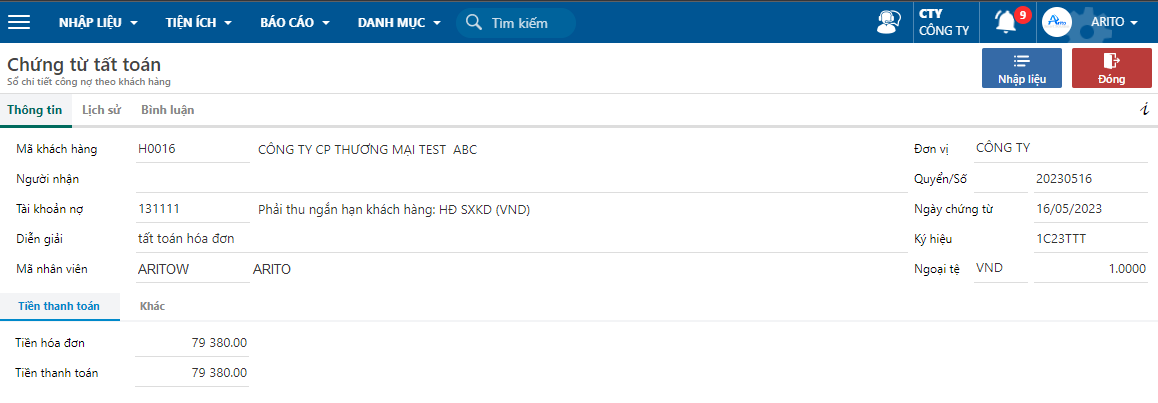 NHẬP LIỆU TIỆN ÍCH BÁO CÁO DANH MỤC Tìm kiếm CTY CÔNG TY 9 Arito ARITO
Chứng từ tất toán
Sổ chi tiết công nợ theo khách hàng
Nhập liệu Đóng
Thông tin Lịch sử Bình luận i
Mã khách hàng H0016 CÔNG TY CP THƯƠNG MẠI TEST ABC Đơn vị CÔNG TY
Người nhận Quyển/Số 20230516
Tài khoản nợ 131111 Phải thu ngắn hạn khách hàng: HĐ SXKD (VND) Ngày chứng từ 16/05/2023
Diễn giải tất toán hóa đơn Ký hiệu 1C23TTT
Mã nhân viên ARITOW ARITO Ngoại tệ VND 1.0000
Tiền thanh toán Khác
Tiền hóa đơn 79 380.00
Tiền thanh toán 79 380.00